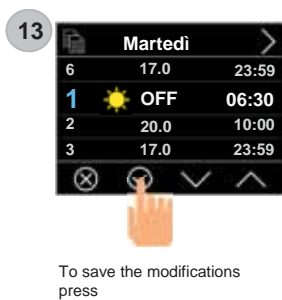 13
Martedì
6 17.0 23:59
1 OFF 06:30
2 20.0 10:00
3 17.0 23:59
To save the modifications
press